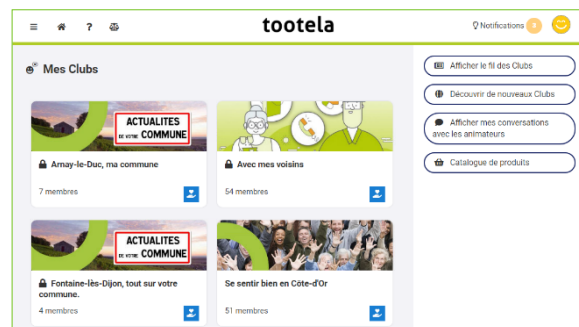 tootela
Notifications
Mes Clubs
ACTUALITES
DE VOTRE COMMUNE
Arnay-le-Duc, ma commune
7 membres
Avec mes voisins
54 membres
ACTUALITES
DE VOTRE COMMUNE
Fontaine-lès-Dijon, tout sur votre
commune.
4 membres
Se sentir bien en Côte-d'Or
51 membres
Afficher le fil des Clubs
Découvrir de nouveaux Clubs
Afficher mes conversations
avec les animateurs
Catalogue de produits